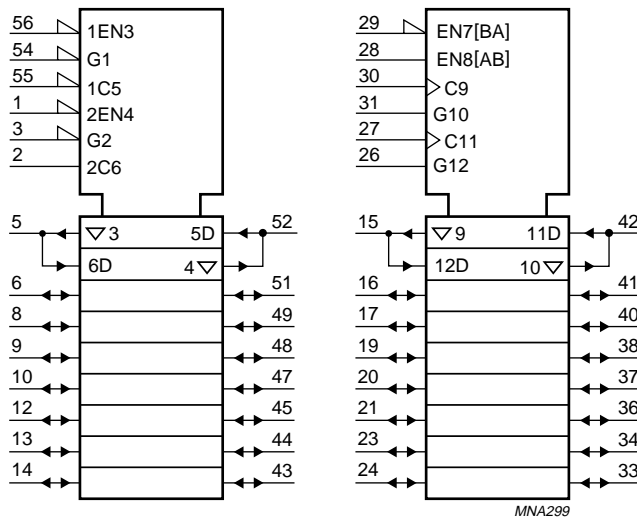 56 1EN3
54 G1
55 1C5
1 2EN4
3 G2
2 2C6
5 ▽3 5D 52
6D 4▽
6 51
8 49
9 48
10 47
12 45
13 44
14 43
29 EN7[BA]
28 EN8[AB]
30 C9
31 G10
27 C11
26 G12
15 ▽9 11D 42
12D 10▽
16 41
17 40
19 38
20 37
21 36
23 34
24 33
MNA299